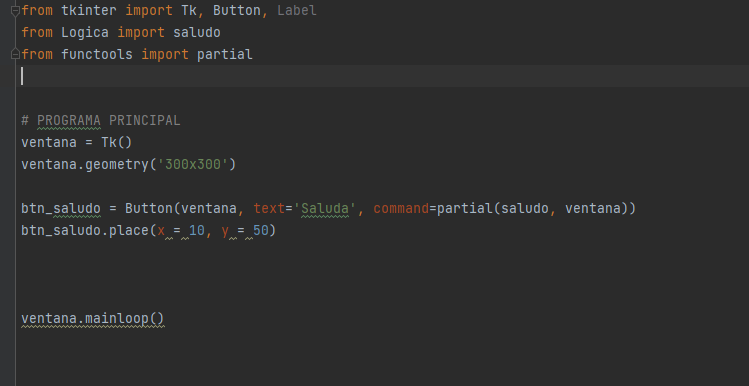 from tkinter import Tk, Button, Label
from Logica import saludo
from functools import partial
# PROGRAMA PRINCIPAL
ventana = Tk()
ventana.geometry('300x300')
btn_saludo = Button(ventana, text='Saluda', command=partial(saludo, ventana))
btn_saludo.place(x = 10, y = 50)
ventana.mainloop()